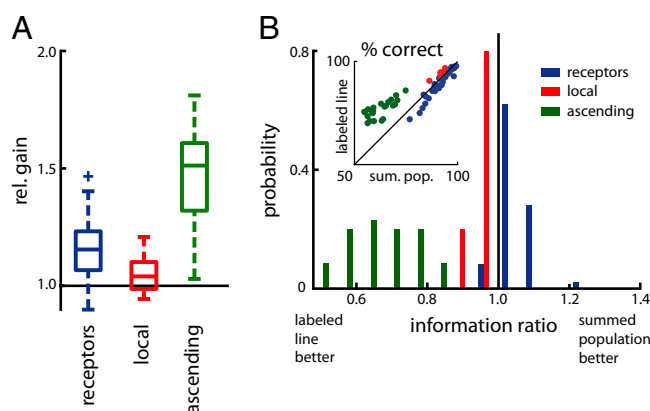 A
2.0
1.5
1.0
rel. gain
receptors
local
ascending
B
0.8
0.4
0
probability
% correct
100
labeled line
50
sum. pop.
100
receptors
local
ascending
0.6
0.8
1.0
1.2
1.4
labeled
line
better
information ratio
summed
population
better